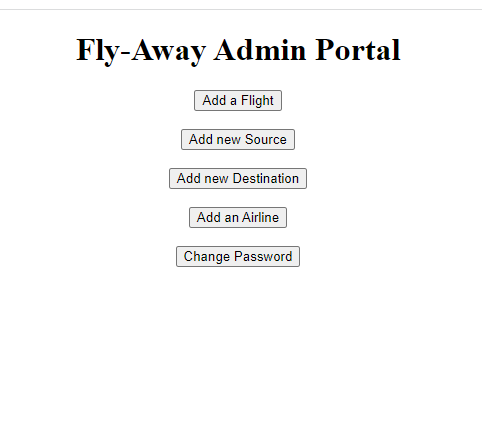 Fly-Away Admin Portal
Add a Flight
Add new Source
Add new Destination
Add an Airline
Change Password